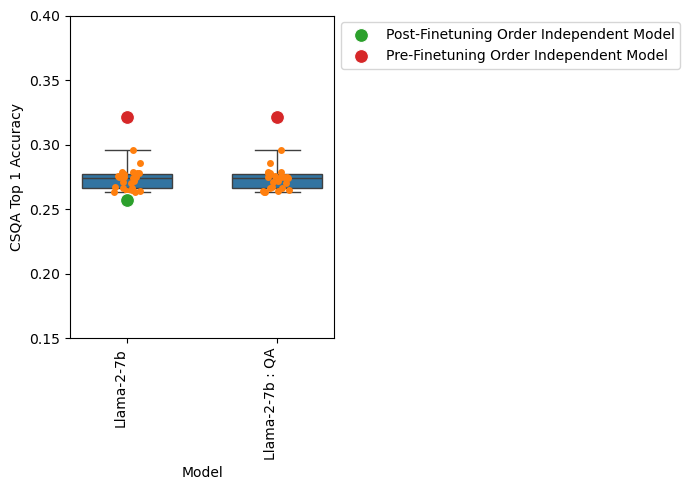 0.40
0.35
0.30
0.25
0.20
0.15
CSQA Top 1 Accuracy
Llama-2-7b
Llama-2-7b : QA
Model
Post-Finetuning Order Independent Model
Pre-Finetuning Order Independent Model